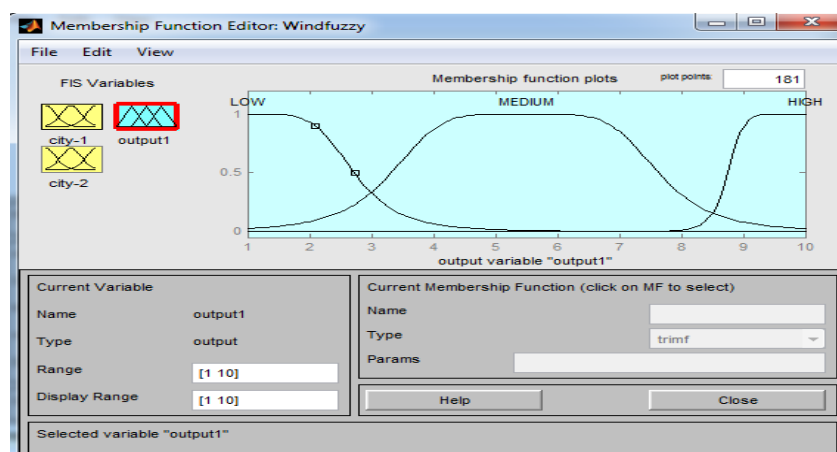 Membership Function Editor: Windfuzzy
File Edit View
FIS Variables
city-1 output1
city-2
Membership function plots
plot points: 181
LOW MEDIUM HIGH
1
0.5
0
1 2 3 4 5 6 7 8 9 10
output variable "output1"
Current Variable
Name output1
Type output
Range [1 10]
Display Range [1 10]
Current Membership Function (click on MF to select)
Name
Type trimf
Params
Help Close
Selected variable "output1"